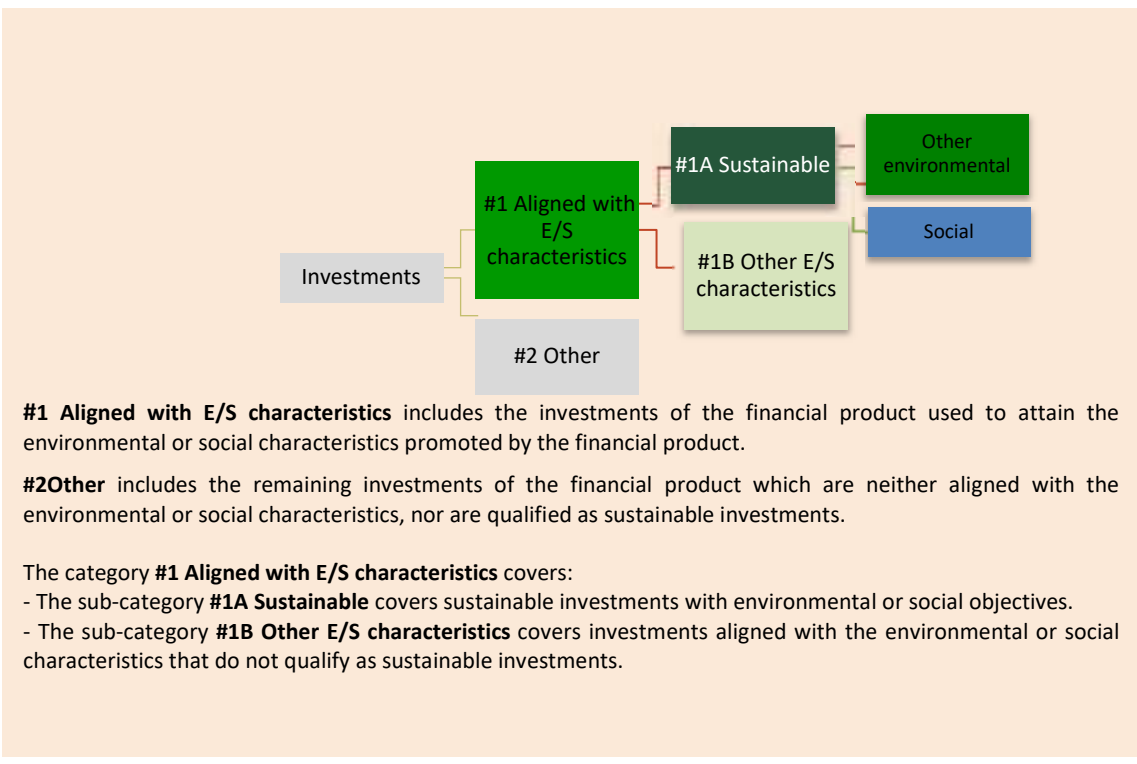 Investments
#1 Aligned with
E/S
characteristics
#2 Other
#1A Sustainable
#1B Other E/S
characteristics
Other
environmental
Social
#1 Aligned with E/S characteristics includes the investments of the financial product used to attain the
environmental or social characteristics promoted by the financial product.
#2Other includes the remaining investments of the financial product which are neither aligned with the
environmental or social characteristics, nor are qualified as sustainable investments.
The category #1 Aligned with E/S characteristics covers:
- The sub-category #1A Sustainable covers sustainable investments with environmental or social objectives.
- The sub-category #1B Other E/S characteristics covers investments aligned with the environmental or social
characteristics that do not qualify as sustainable investments.